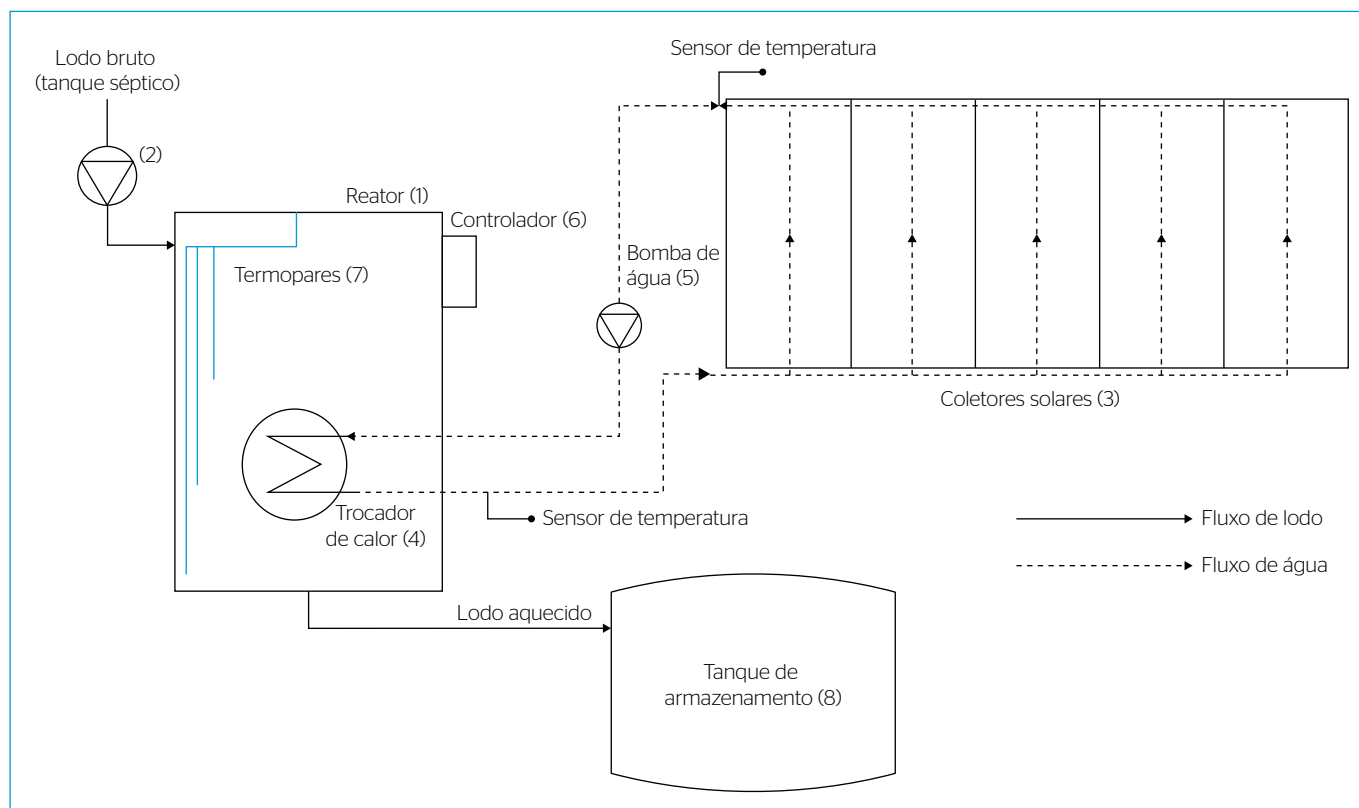 Lodo bruto
(tanque séptico)
(2)
Sensor de temperatura
Reator (1)
Controlador (6)
Termopares (7)
Bomba de
água (5)
Coletores solares (3)
Trocador
de calor (4)
Sensor de temperatura
Fluxo de lodo
Fluxo de água
Lodo aquecido
Tanque de
armazenamento (8)